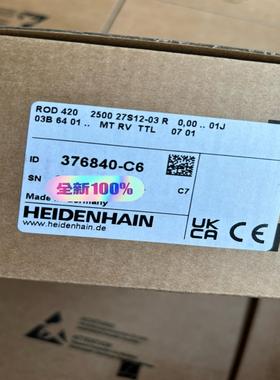 ROD 420 2500 27S12-03 R 0,00 .. 01J
03B 64 01 .. MT RV TTL 07 01
ID 376840-C6
SN
全新100%
C7
Made in Germany
HEIDENHAIN
www.heidenhain.de
UK
CA
CE